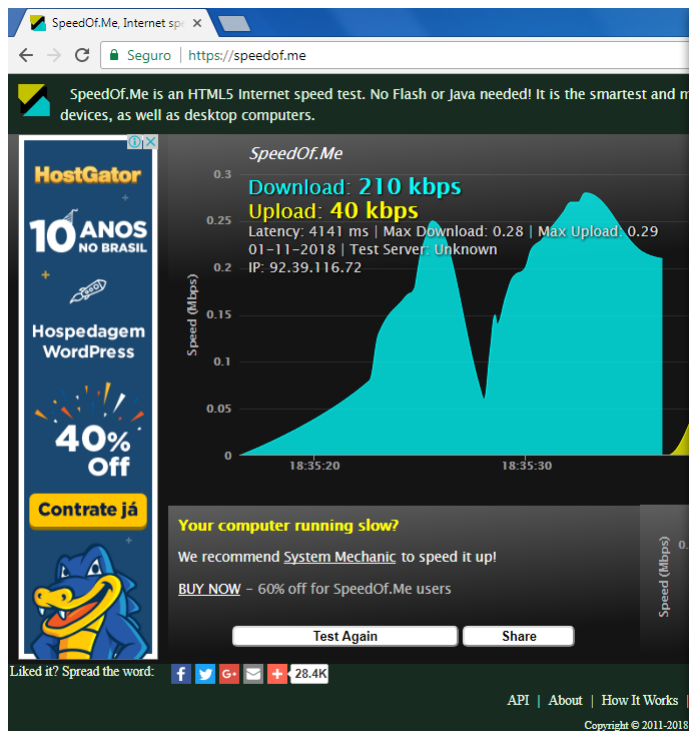 SpeedOf.Me, Internet spe
Seguro
https://speedof.me
SpeedOf.Me is an HTML5 Internet speed test. No Flash or Java needed! It is the smartest and m
devices, as well as desktop computers.
HostGator
10 ANOS
NO BRASIL
Hospedagem
WordPress
40%
Off
Contrate já
SpeedOf.Me
Download: 210 kbps
Upload: 40 kbps
Latency: 4141 ms | Max Download: 0.28 | Max Upload: 0.29
01-11-2018 | Test Server: Unknown
IP: 92.39.116.72
Speed (Mbps)
0.3
0.25
0.2
0.15
0.1
0.05
0
18:35:20
18:35:30
Your computer running slow?
We recommend System Mechanic to speed it up!
BUY NOW – 60% off for SpeedOf.Me users
Test Again
Share
Speed (Mbps)
0.
Liked it? Spread the word:
f
G+
28.4K
API | About | How It Works |
Copyright © 2011-2018